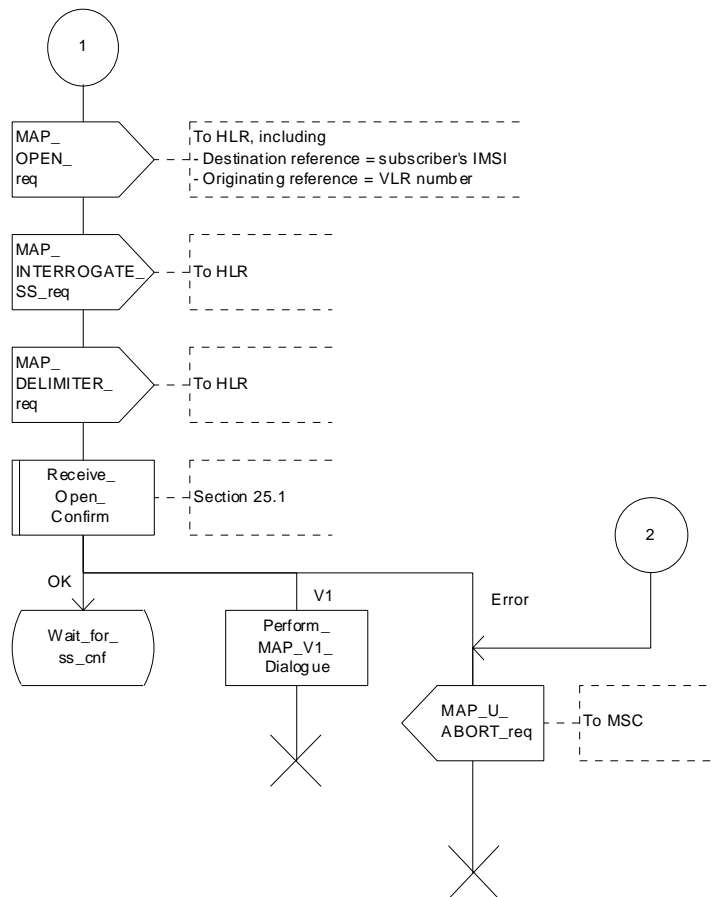 1
MAP_
OPEN_
req
To HLR, including
- Destination reference = subscriber's IMSI
- Originating reference = VLR number
MAP_
INTERROGATE_
SS_req
To HLR
MAP_
DELIMITER_
req
To HLR
Receive_
Open_
Confirm
Section 25.1
2
OK
V1
Error
Wait_for_
ss_cnf
Perform_
MAP_V1_
Dialogue
MAP_U_
ABORT_req
To MSC